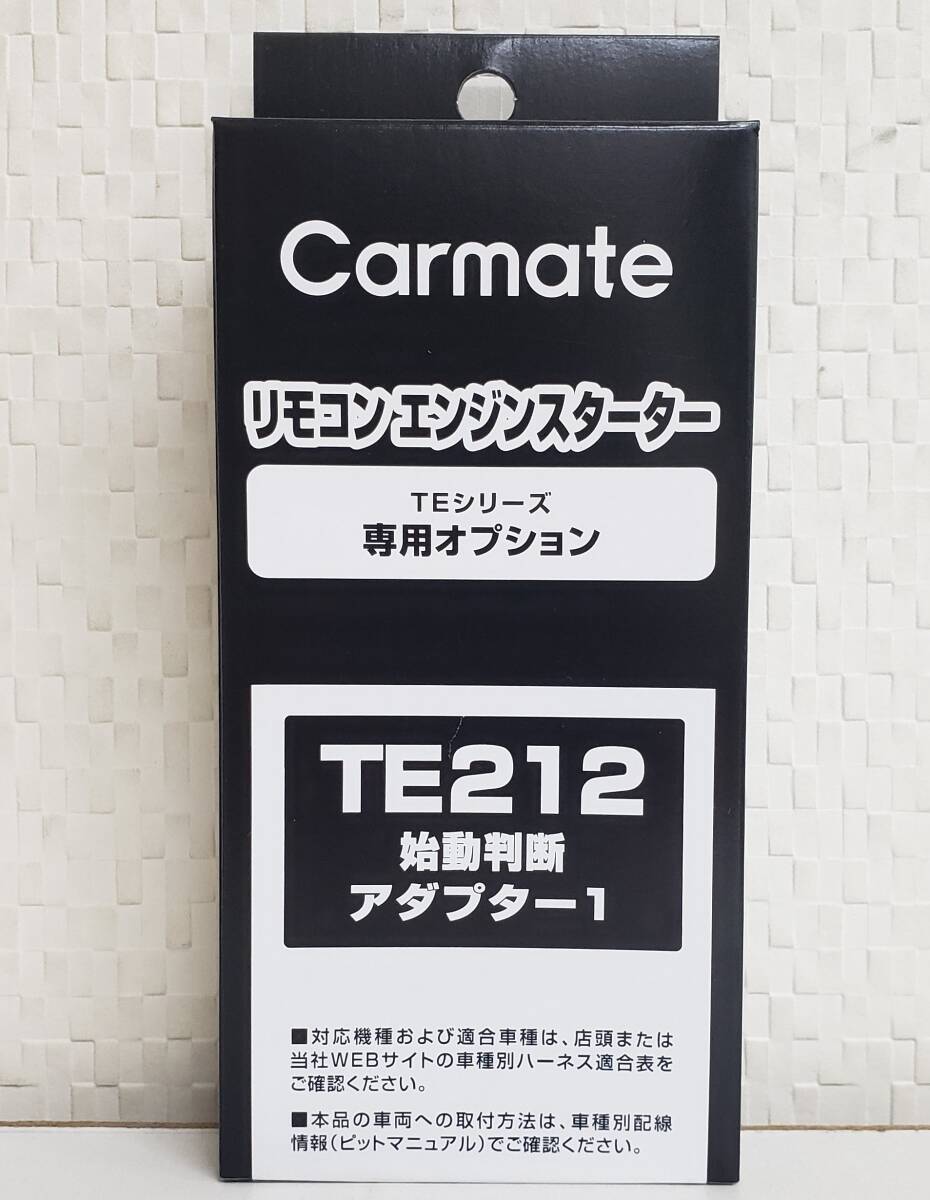 Carmate
リモコンエンジンスターター
TEシリーズ
専用オプション
TE212
始動判断
アダプター1
■対応機種および適合車種は、店頭または
当社WEBサイトの車種別ハーネス適合表を
ご確認ください。
■本品の車両への取付方法は、車種別配線
情報(ピットマニュアル)でご確認ください。